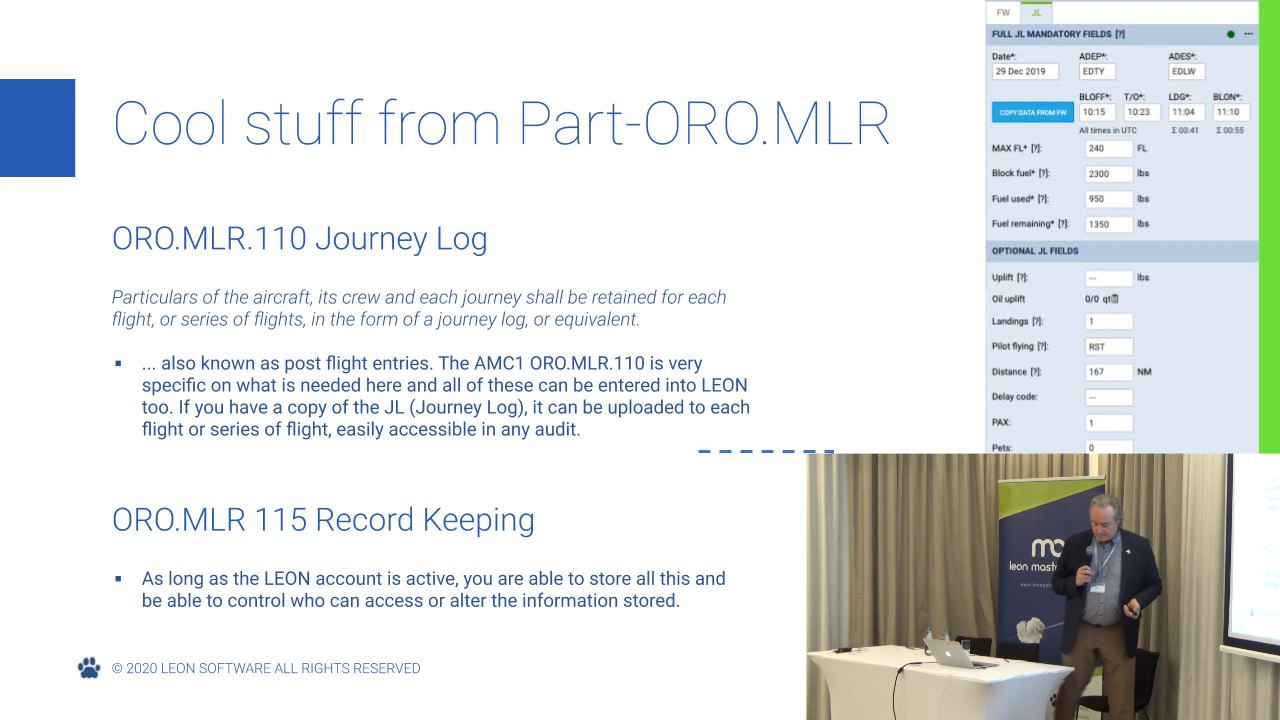 Cool stuff from Part-ORO.MLR
ORO.MLR.110 Journey Log
Particulars of the aircraft, its crew and each journey shall be retained for each
flight, or series of flights, in the form of a journey log, or equivalent.
▪ ... also known as post flight entries. The AMC1 ORO.MLR.110 is very
specific on what is needed here and all of these can be entered into LEON
too. If you have a copy of the JL (Journey Log), it can be uploaded to each
flight or series of flight, easily accessible in any audit.
ORO.MLR 115 Record Keeping
▪ As long as the LEON account is active, you are able to store all this and
be able to control who can access or alter the information stored.
© 2020 LEON SOFTWARE ALL RIGHTS RESERVED
FW JL
FULL JL MANDATORY FIELDS [?]
Date*: ADEP*: ADES*:
29 Dec 2019 EDTY EDLW
BLOFF*: T/O*: LDG*: BLON*:
COPY DATA FROM FW 10:15 10:23 11:04 11:10
All times in UTC Σ 00:41 Σ 00:55
MAX FL* [?]: 240 FL
Block fuel* [?]: 2300 lbs
Fuel used* [?]: 950 lbs
Fuel remaining* [?]: 1350 lbs
OPTIONAL JL FIELDS
Uplift [?]: --- lbs
Oil uplift 0/0 qt
Landings [?]: 1
Pilot flying [?]: RST
Distance [?]: 167 NM
Delay code: ---
PAX: 1
Pets: 0
leon mast